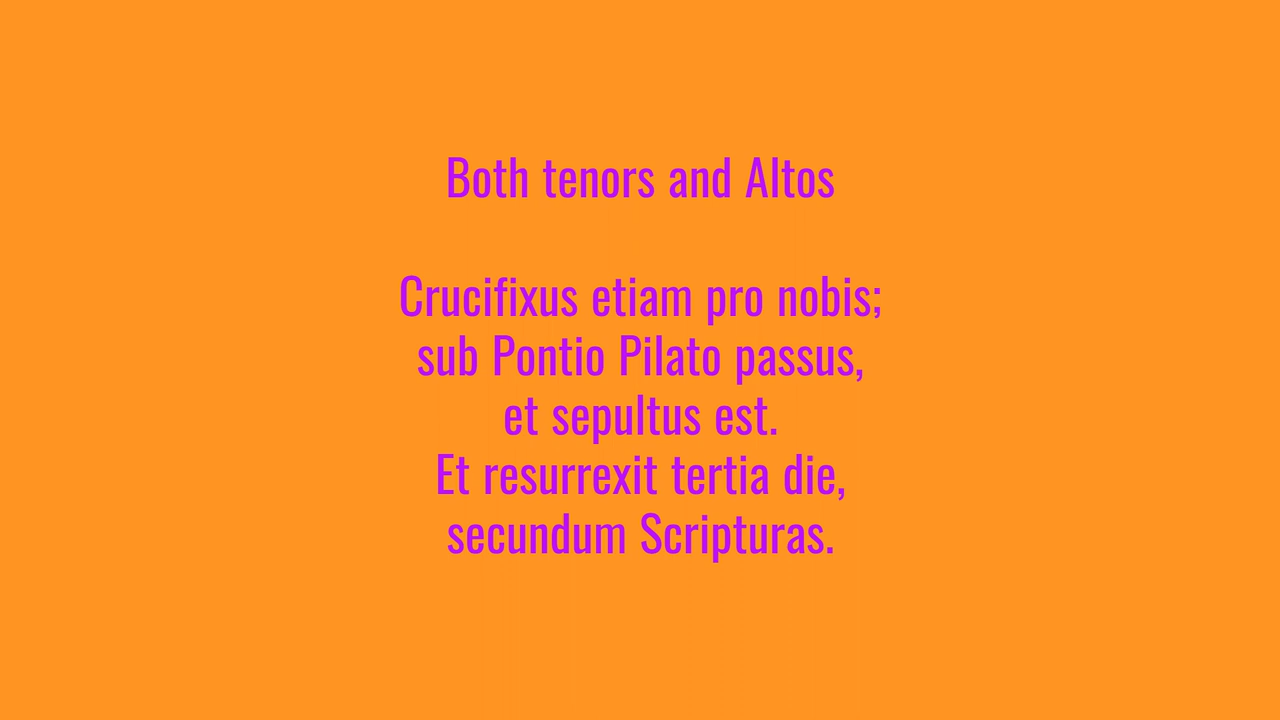 Both tenors and Altos
Crucifixus etiam pro nobis;
sub Pontio Pilato passus,
et sepultus est.
Et resurrexit tertia die,
secundum Scripturas.